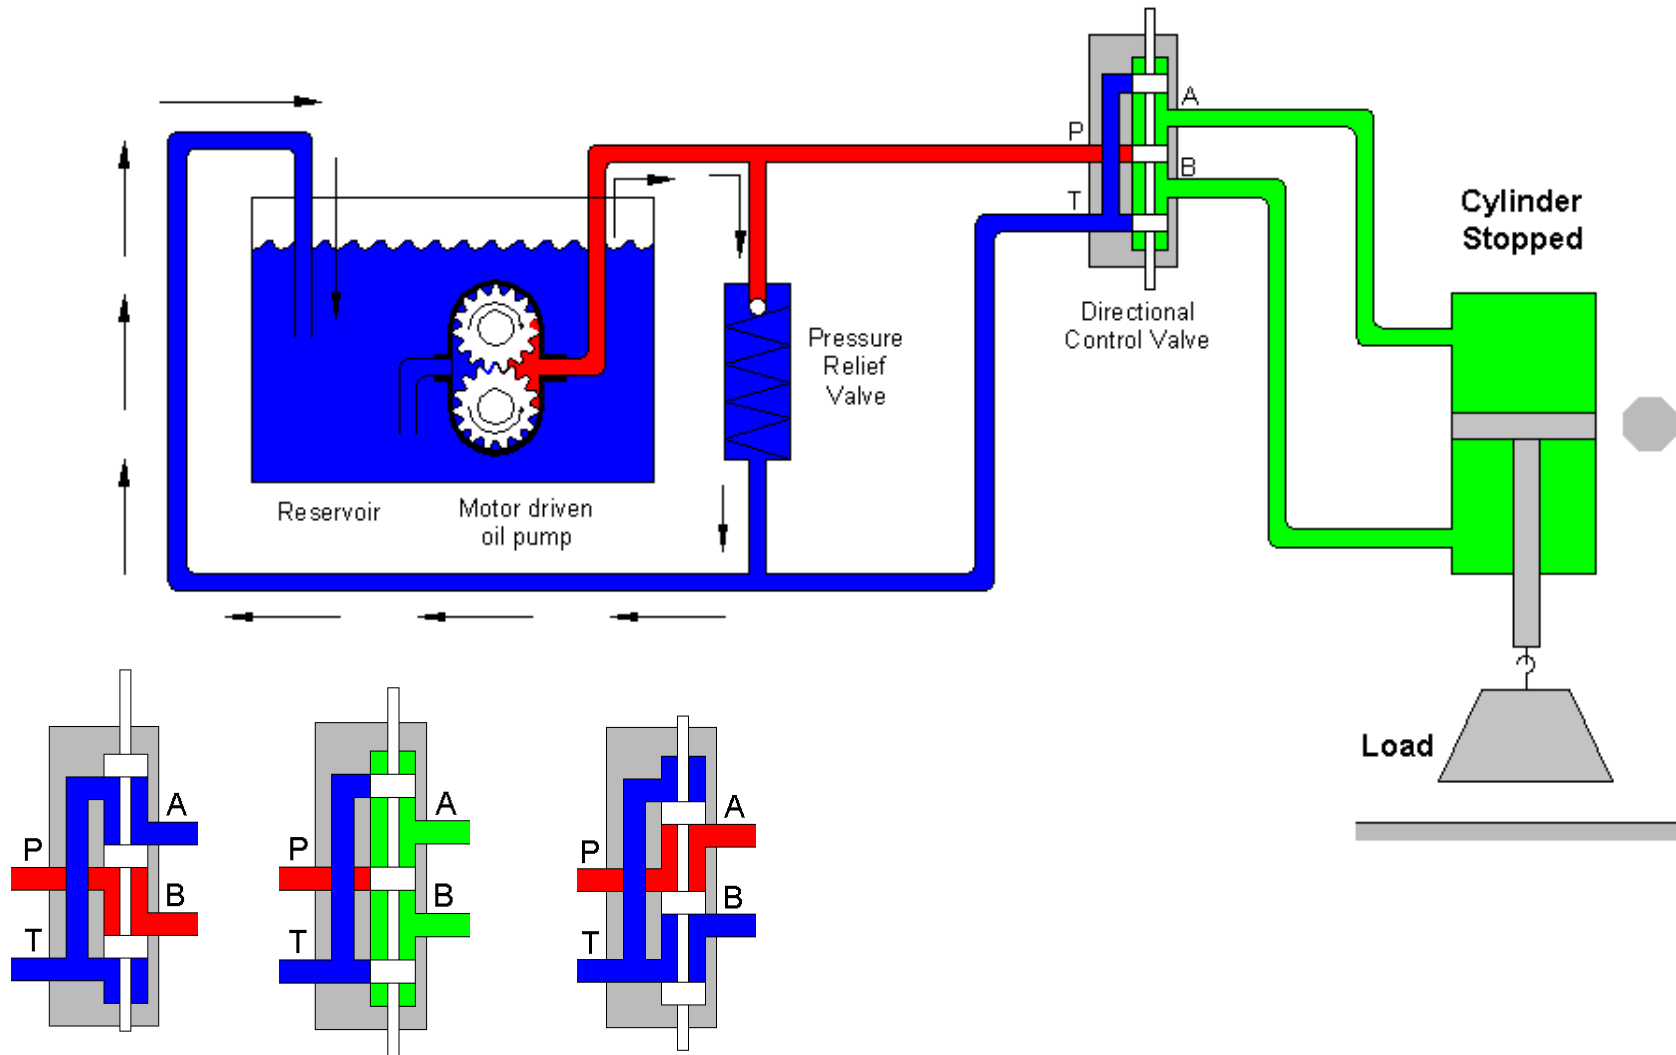 A
P
B
T
Cylinder
Stopped
Directional
Control Valve
Pressure
Relief
Valve
Reservoir
Motor driven
oil pump
Load
A
P
B
T
A
P
B
T
A
P
B
T